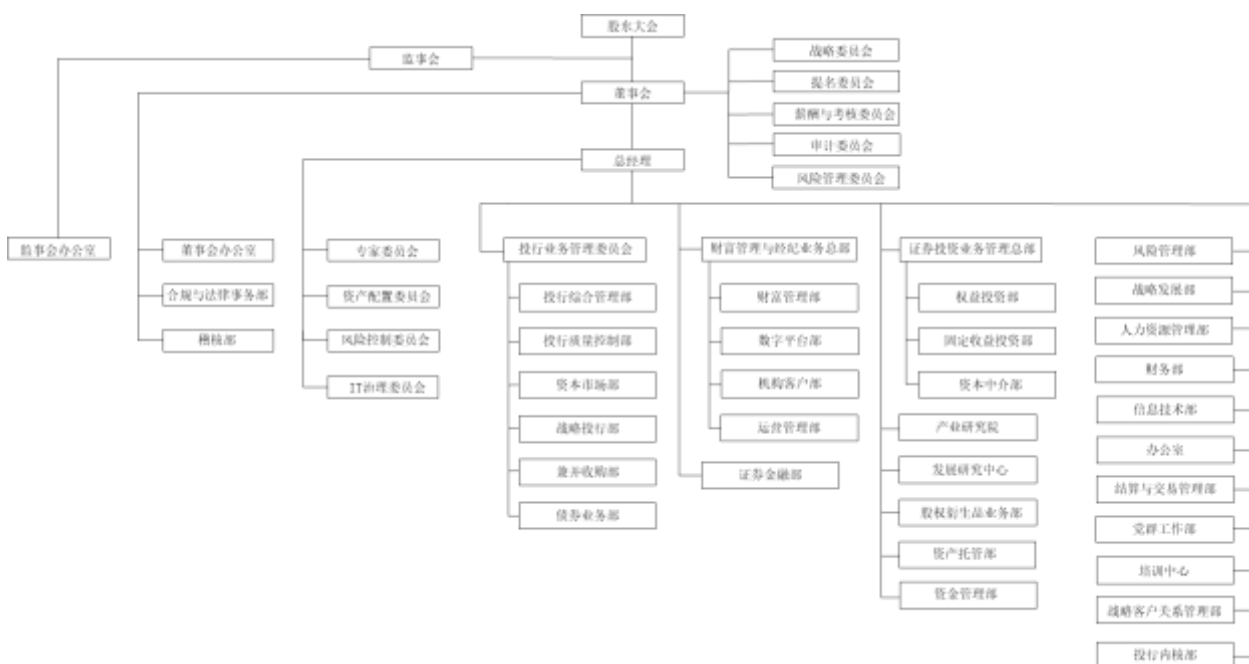 股东大会
监事会
战略委员会
提名委员会
董事会
薪酬与考核委员会
审计委员会
总经理
风险管理委员会
监事会办公室
董事会办公室
合规与法律事务部
稽核部
专家委员会
资产配置委员会
风险控制委员会
IT治理委员会
投行业务管理委员会
投行综合管理部
投行质量控制部
资本市场部
战略投行部
兼并收购部
债券业务部
财富管理与经纪业务总部
财富管理部
数字平台部
机构客户部
运营管理部
证券金融部
证券投资业务管理总部
权益投资部
固定收益投资部
资本中介部
产业研究院
发展研究中心
股权衍生品业务部
资产托管部
资金管理部
风险管理部
战略发展部
人力资源管理部
财务部
信息技术部
办公室
结算与交易管理部
党群工作部
培训中心
战略客户关系管理部
投行内核部